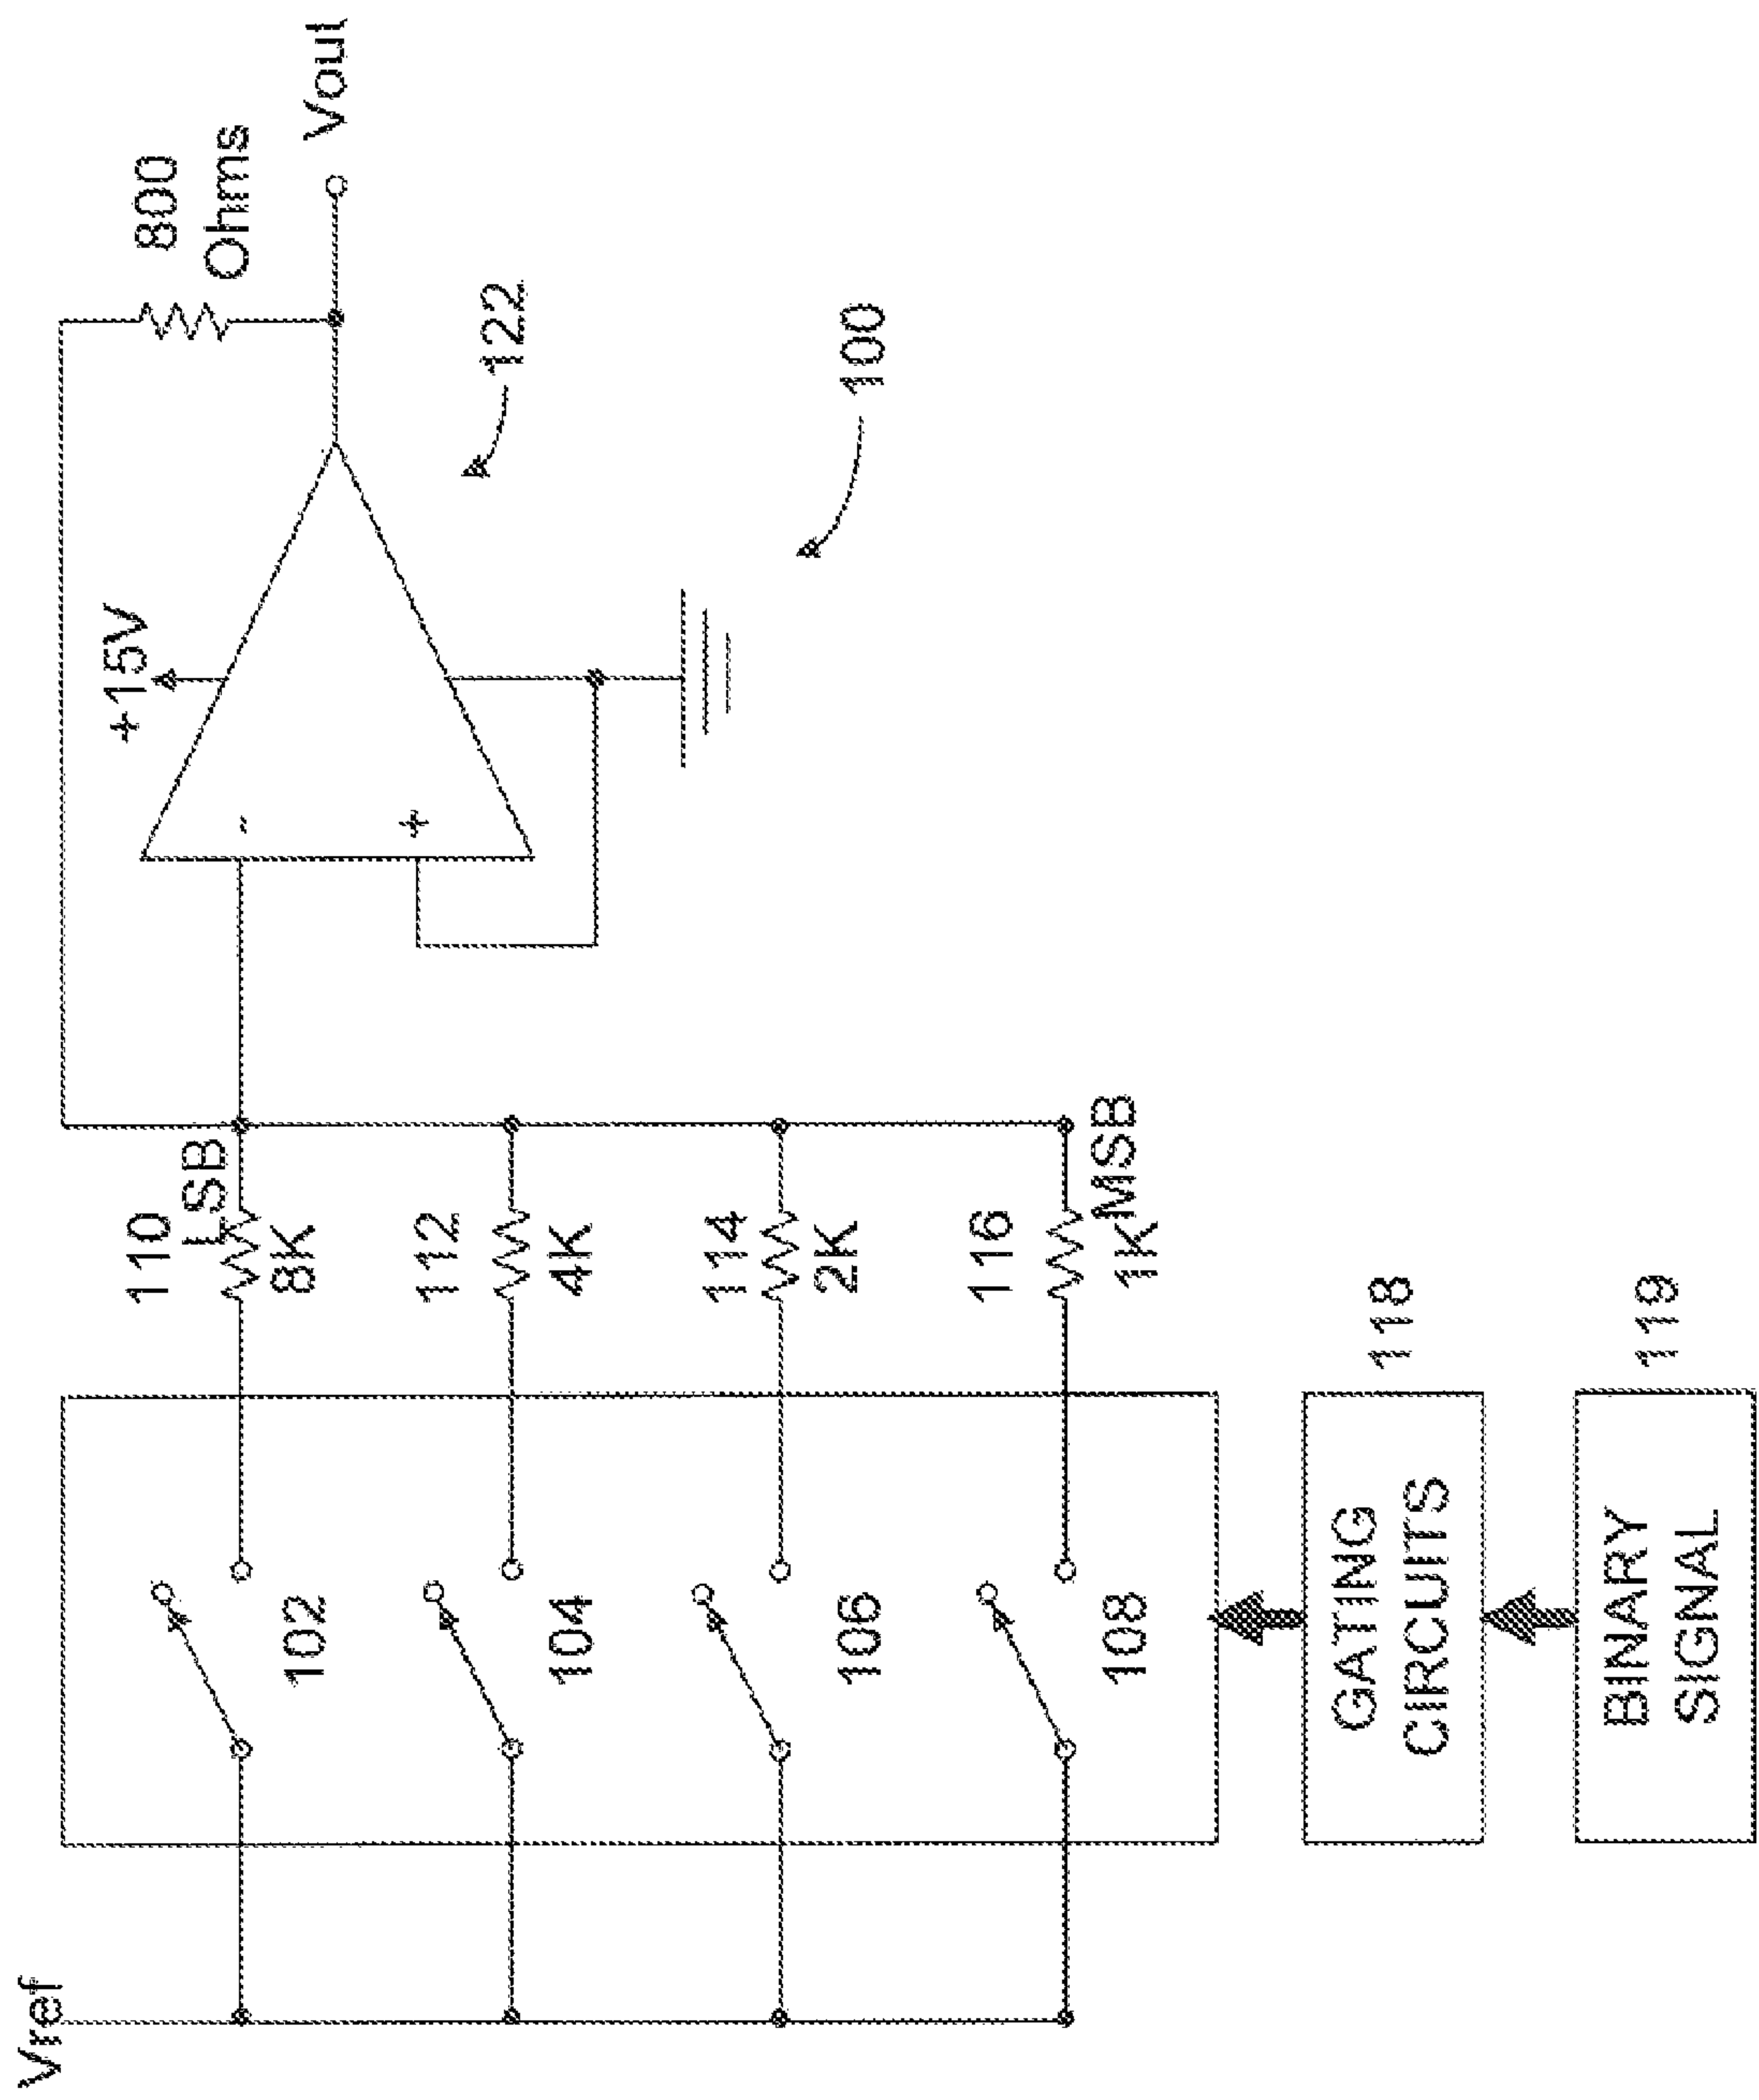 Vref
102
104
106
108
110
LSB
8K
112
4K
114
2K
116
1K
MSB
+15V
-
+
800
Ohms
Vout
122
100
GATING
CIRCUITS
118
BINARY
SIGNAL
119